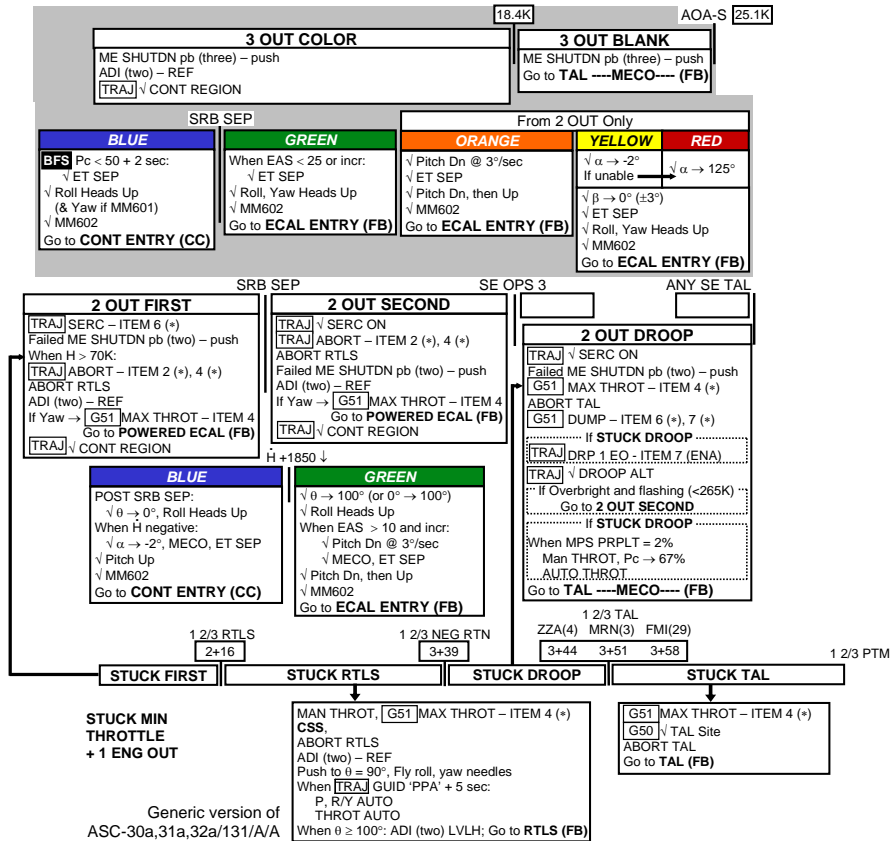 18.4K
AOA-S 25.1K
3 OUT COLOR
ME SHUTDN pb (three) – push
ADI (two) – REF
TRAJ √ CONT REGION
3 OUT BLANK
ME SHUTDN pb (three) – push
Go to TAL ----MECO---- (FB)
SRB SEP
From 2 OUT Only
BLUE
BFS Pc < 50 + 2 sec:
√ ET SEP
√ Roll Heads Up
(& Yaw if MM601)
√ MM602
Go to CONT ENTRY (CC)
GREEN
When EAS < 25 or incr:
√ ET SEP
√ Roll, Yaw Heads Up
√ MM602
Go to ECAL ENTRY (FB)
ORANGE
√ Pitch Dn @ 3°/sec
√ ET SEP
√ Pitch Dn, then Up
√ MM602
Go to ECAL ENTRY (FB)
YELLOW
RED
√ α → -2°
If unable
√ α → 125°
√ β → 0° (±3°)
√ ET SEP
√ Roll, Yaw Heads Up
√ MM602
Go to ECAL ENTRY (FB)
SRB SEP
SE OPS 3
ANY SE TAL
2 OUT FIRST
TRAJ SERC – ITEM 6 (*)
Failed ME SHUTDN pb (two) – push
When H > 70K:
TRAJ ABORT – ITEM 2 (*), 4 (*)
ABORT RTLS
ADI (two) – REF
If Yaw → G51 MAX THROT – ITEM 4
Go to POWERED ECAL (FB)
TRAJ √ CONT REGION
2 OUT SECOND
TRAJ √ SERC ON
TRAJ ABORT – ITEM 2 (*), 4 (*)
ABORT RTLS
Failed ME SHUTDN pb (two) – push
ADI (two) – REF
If Yaw → G51 MAX THROT – ITEM 4
Go to POWERED ECAL (FB)
TRAJ √ CONT REGION
2 OUT DROOP
TRAJ √ SERC ON
Failed ME SHUTDN pb (two) – push
G51 MAX THROT – ITEM 4 (*)
ABORT TAL
G51 DUMP – ITEM 6 (*), 7 (*)
If STUCK DROOP
TRAJ DRP 1 EO - ITEM 7 (ENA)
TRAJ √ DROOP ALT
If Overbright and flashing (<265K)
Go to 2 OUT SECOND
If STUCK DROOP
When MPS PRPLT = 2%
Man THROT, Pc → 67%
AUTO THROT
Go to TAL ----MECO---- (FB)
Ḣ +1850 ↓
BLUE
POST SRB SEP:
√ θ → 0°, Roll Heads Up
When Ḣ negative:
√ α → -2°, MECO, ET SEP
√ Pitch Up
√ MM602
Go to CONT ENTRY (CC)
GREEN
√ θ → 100° (or 0° → 100°)
√ Roll Heads Up
When EAS > 10 and incr:
√ Pitch Dn @ 3°/sec
√ MECO, ET SEP
√ Pitch Dn, then Up
√ MM602
Go to ECAL ENTRY (FB)
1 2/3 RTLS
2+16
1 2/3 NEG RTN
3+39
1 2/3 TAL
ZZA(4) MRN(3) FMI(29)
3+44 3+51 3+58
1 2/3 PTM
STUCK FIRST
STUCK RTLS
STUCK DROOP
STUCK TAL
STUCK MIN
THROTTLE
+ 1 ENG OUT
MAN THROT, G51 MAX THROT – ITEM 4 (*)
CSS,
ABORT RTLS
ADI (two) – REF
Push to θ = 90°, Fly roll, yaw needles
When TRAJ GUID 'PPA' + 5 sec:
P, R/Y AUTO
THROT AUTO
When θ ≥ 100°: ADI (two) LVLH; Go to RTLS (FB)
G51 MAX THROT – ITEM 4 (*)
G50 √ TAL Site
ABORT TAL
Go to TAL (FB)
Generic version of
ASC-30a,31a,32a/131/A/A